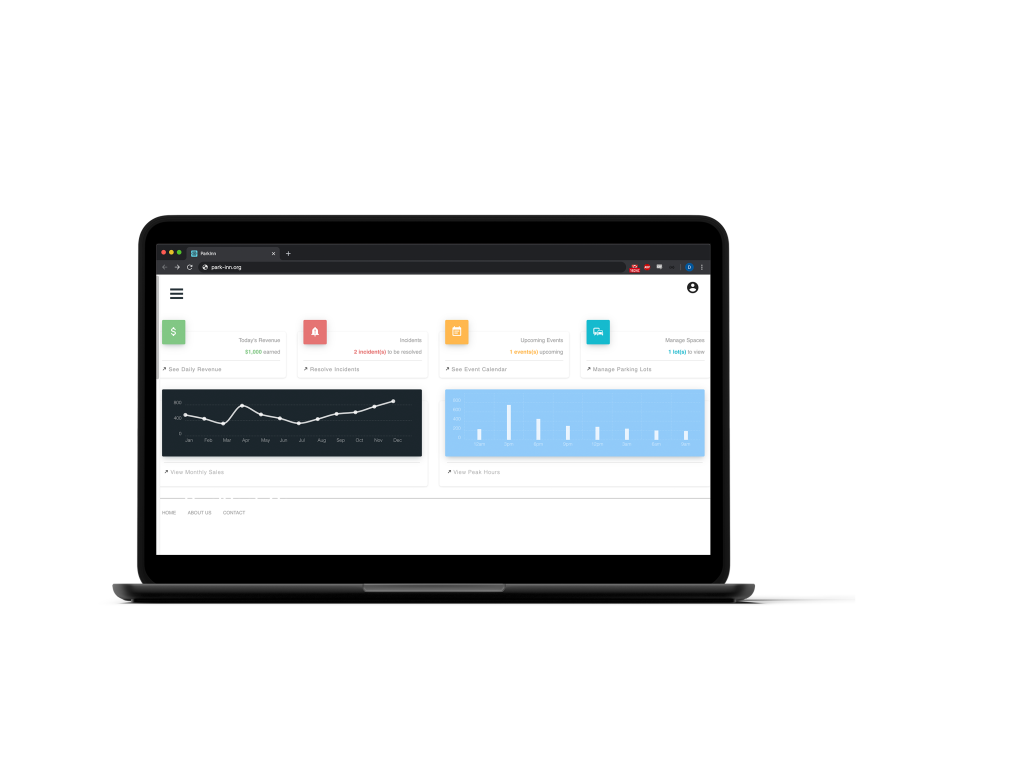 ParkInn
park-inn.org
Today's Revenue
$1,000 earned
See Daily Revenue
Incidents
2 incident(s) to be resolved
Resolve Incidents
Upcoming Events
1 events(s) upcoming
See Event Calendar
Manage Spaces
1 lot(s) to view
Manage Parking Lots
800
400
0
Jan Feb Mar Apr May Jun Jul Aug Sep Oct Nov Dec
View Monthly Sales
View Peak Hours
HOME ABOUT US CONTACT